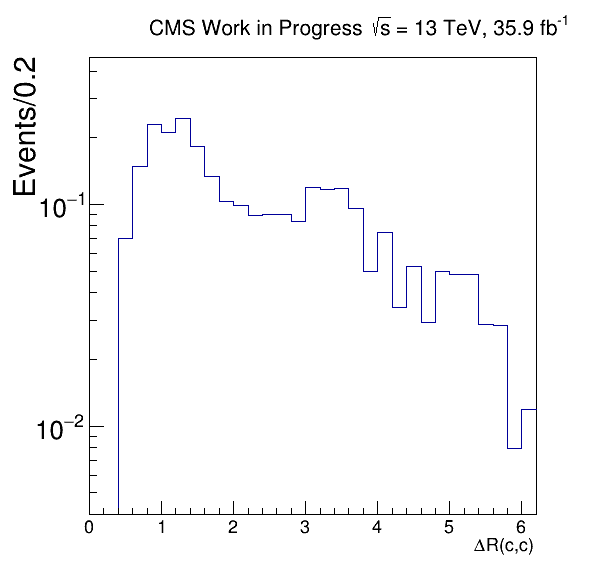 CMS Work in Progress √s = 13 TeV, 35.9 fb⁻¹
Events/0.2
10⁻¹
10⁻²
0 1 2 3 4 5 6
ΔR(c,c)